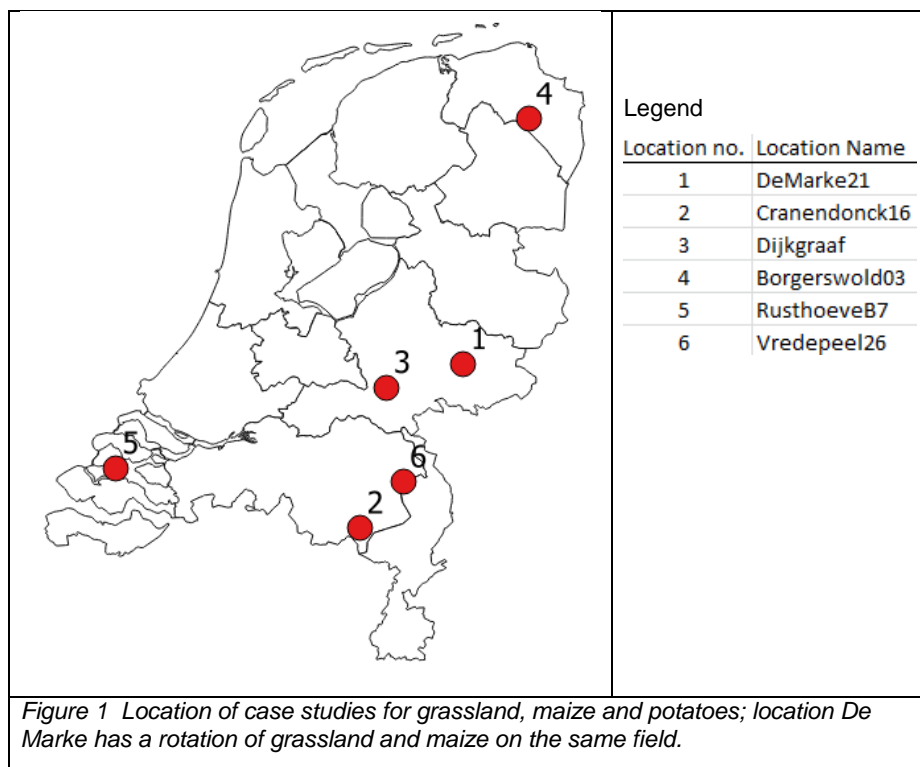 4
1
3
5
6
2
Legend
Location no. Location Name
1 DeMarke21
2 Cranendonck16
3 Dijkgraaf
4 Borgerswold03
5 RusthoeveB7
6 Vredepeel26
Figure 1 Location of case studies for grassland, maize and potatoes; location De
Marke has a rotation of grassland and maize on the same field.